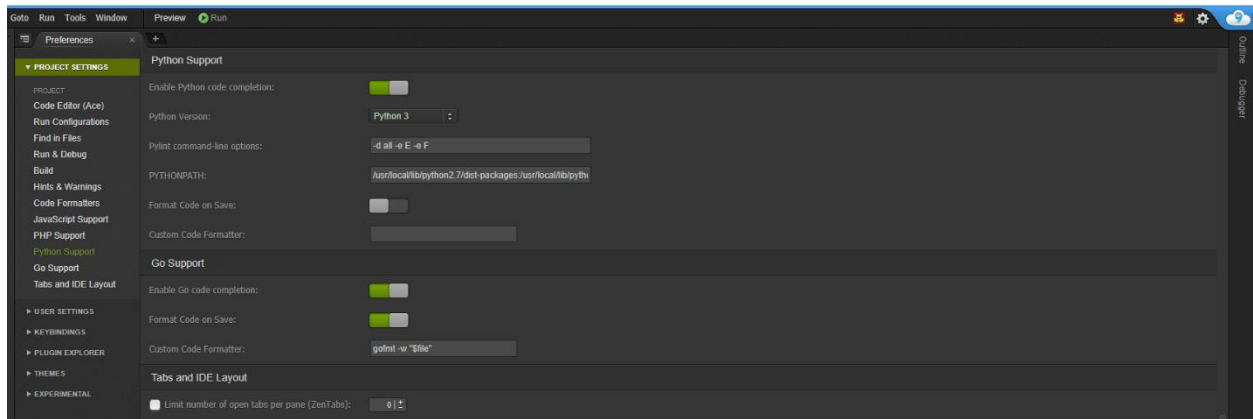 Goto Run Tools Window Preview Run
Preferences × +
Outline
Debugger
PROJECT SETTINGS
PROJECT
Code Editor (Ace)
Run Configurations
Find in Files
Run & Debug
Build
Hints & Warnings
Code Formatters
JavaScript Support
PHP Support
Python Support
Go Support
Tabs and IDE Layout
USER SETTINGS
KEYBINDINGS
PLUGIN EXPLORER
THEMES
EXPERIMENTAL
Python Support
Enable Python code completion:
Python Version: Python 3
Pylint command-line options: -d all -e E -e F
PYTHONPATH: /usr/local/lib/python2.7/dist-packages:/usr/local/lib/pytho
Format Code on Save:
Custom Code Formatter:
Go Support
Enable Go code completion:
Format Code on Save:
Custom Code Formatter: gofmt -w "$file"
Tabs and IDE Layout
Limit number of open tabs per pane (ZenTabs): 6